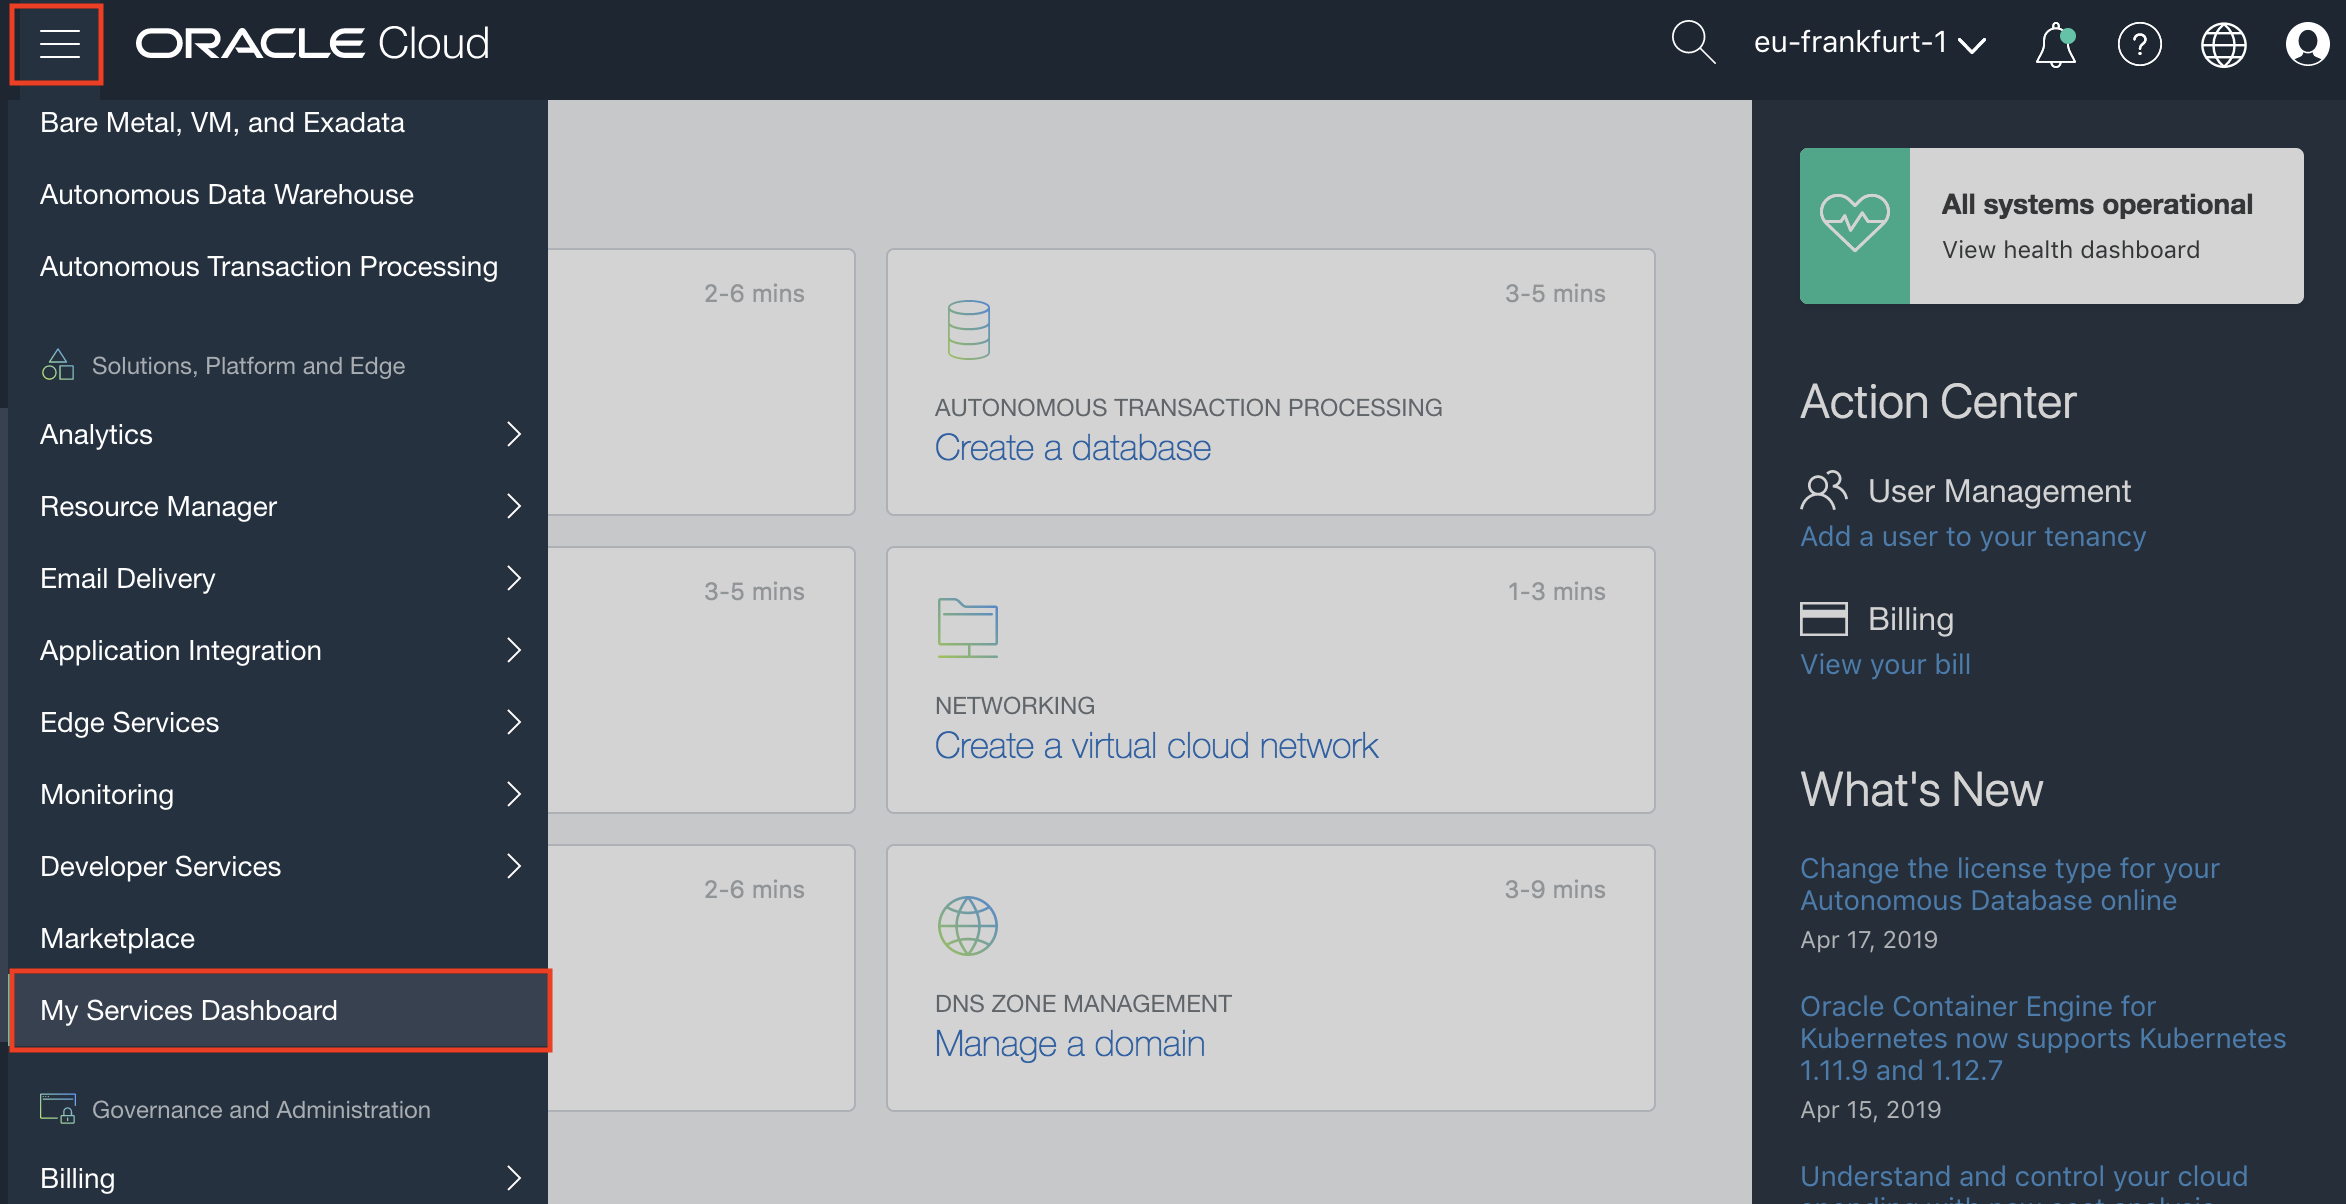 ORACLE Cloud
eu-frankfurt-1
Bare Metal, VM, and Exadata
Autonomous Data Warehouse
Autonomous Transaction Processing
Solutions, Platform and Edge
Analytics
Resource Manager
Email Delivery
Application Integration
Edge Services
Monitoring
Developer Services
Marketplace
My Services Dashboard
Governance and Administration
Billing
2-6 mins
3-5 mins
AUTONOMOUS TRANSACTION PROCESSING
Create a database
3-5 mins
1-3 mins
NETWORKING
Create a virtual cloud network
2-6 mins
3-9 mins
DNS ZONE MANAGEMENT
Manage a domain
All systems operational
View health dashboard
Action Center
User Management
Add a user to your tenancy
Billing
View your bill
What's New
Change the license type for your
Autonomous Database online
Apr 17, 2019
Oracle Container Engine for
Kubernetes now supports Kubernetes
1.11.9 and 1.12.7
Apr 15, 2019
Understand and control your cloud
spending with new cost analysis